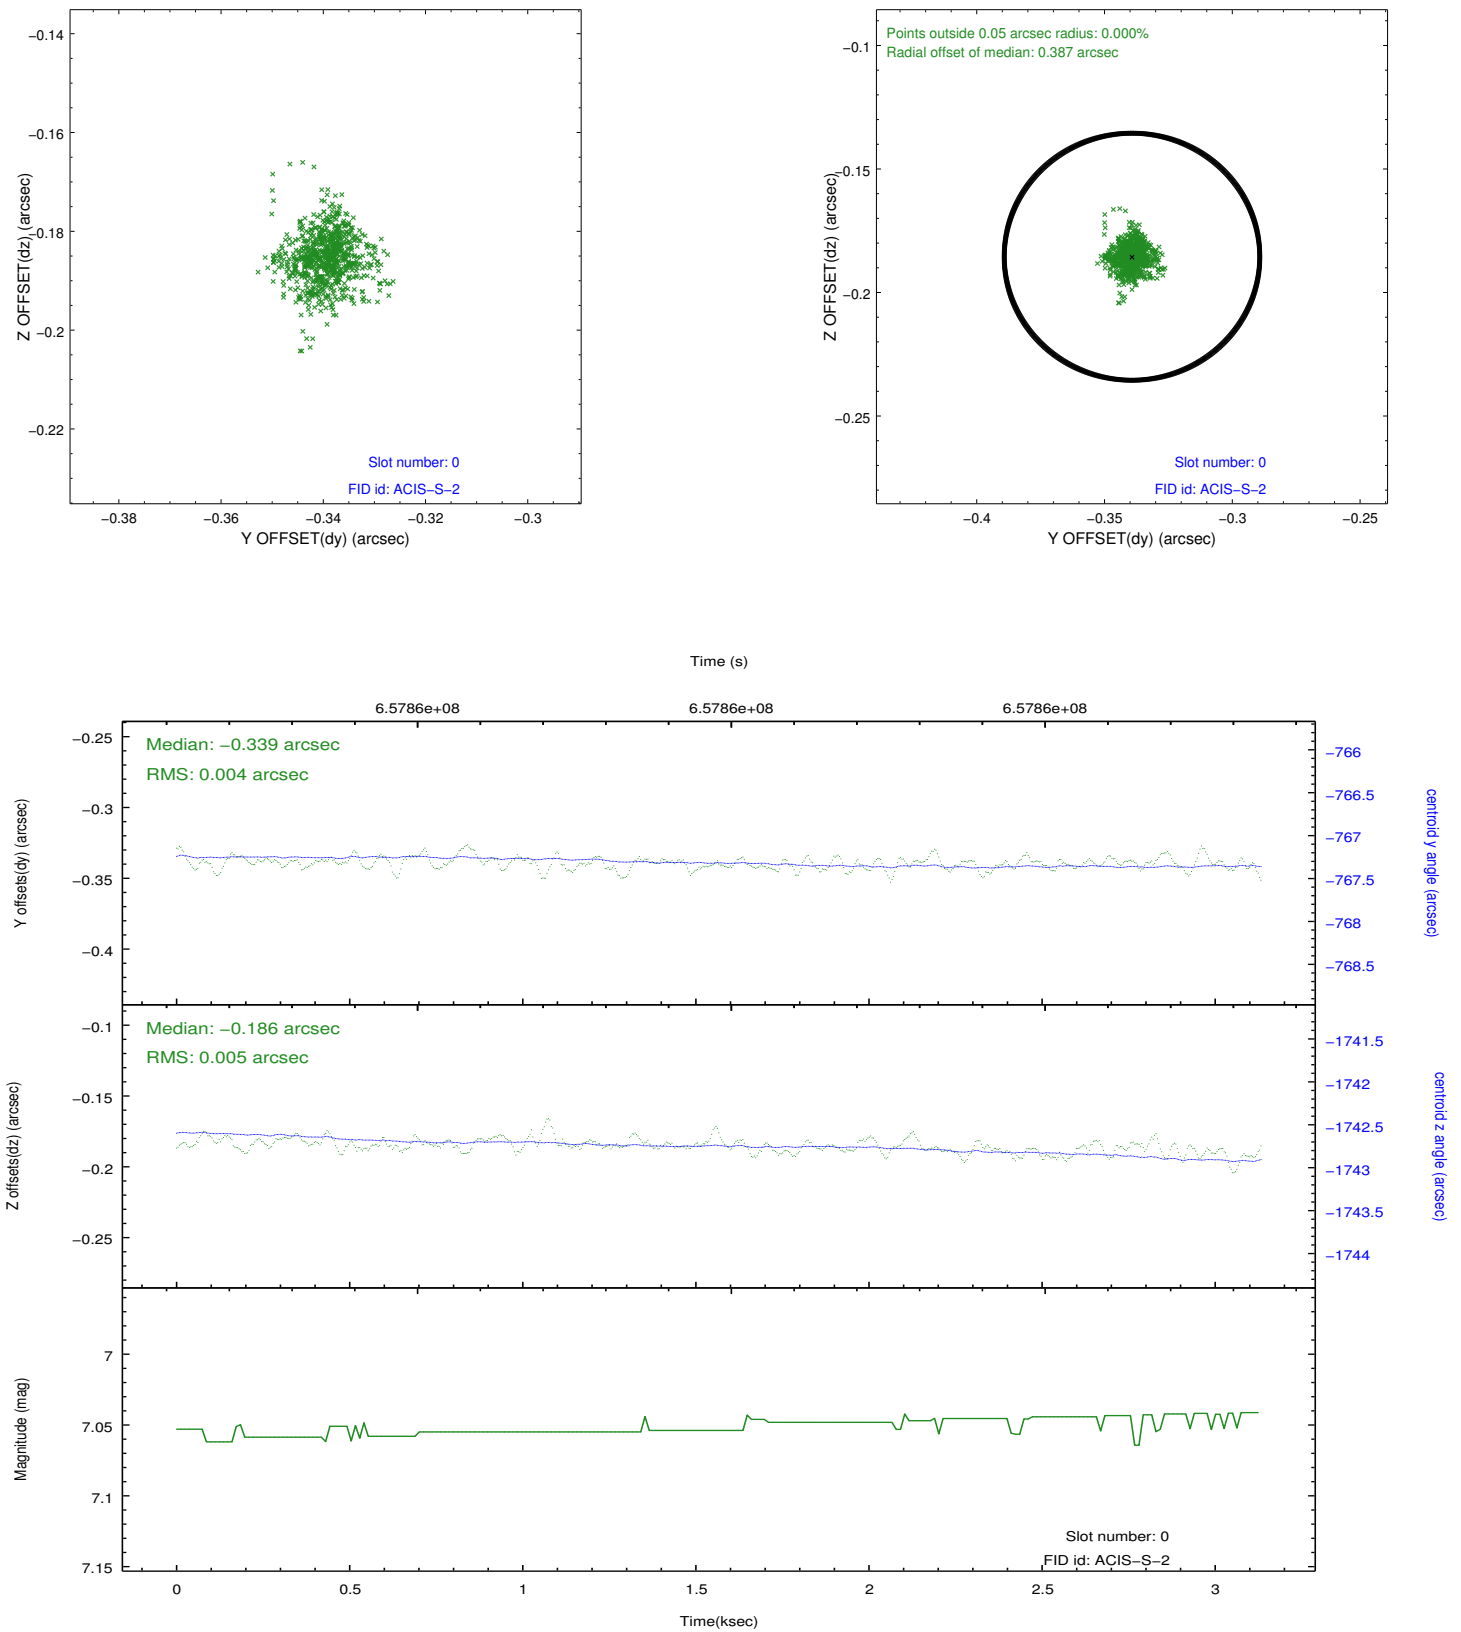 −0.14
−0.16
−0.18
−0.2
−0.22
Z OFFSET(dz) (arcsec)
Slot number: 0
FID id: ACIS−S−2
−0.38
−0.36
−0.34
−0.32
−0.3
Y OFFSET(dy) (arcsec)
Points outside 0.05 arcsec radius: 0.000%
Radial offset of median: 0.387 arcsec
−0.1
−0.15
−0.2
−0.25
Z OFFSET(dz) (arcsec)
Slot number: 0
FID id: ACIS−S−2
−0.4
−0.35
−0.3
−0.25
Y OFFSET(dy) (arcsec)
Time (s)
6.5786e+08
6.5786e+08
6.5786e+08
Median: −0.339 arcsec
RMS: 0.004 arcsec
−0.25
−0.3
−0.35
−0.4
Y offsets(dy) (arcsec)
−766
−766.5
−767
−767.5
−768
−768.5
centroid y angle (arcsec)
Median: −0.186 arcsec
RMS: 0.005 arcsec
−0.1
−0.15
−0.2
−0.25
Z offsets(dz) (arcsec)
−1741.5
−1742
−1742.5
−1743
−1743.5
−1744
centroid z angle (arcsec)
7
7.05
7.1
7.15
Magnitude (mag)
Slot number: 0
FID id: ACIS−S−2
0
0.5
1
1.5
2
2.5
3
Time(ksec)